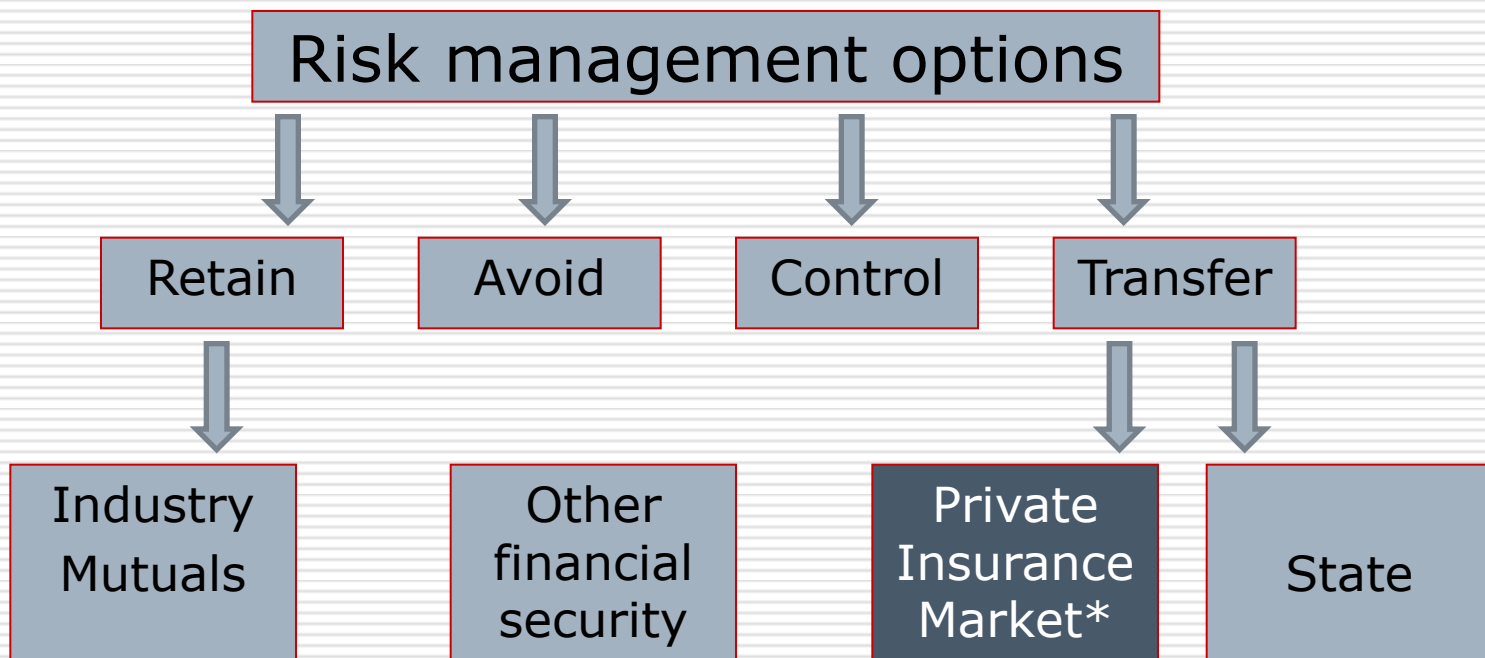 Risk management options
Retain
Avoid
Control
Transfer
Industry
Mutuals
Other
financial
security
Private
Insurance
Market*
State